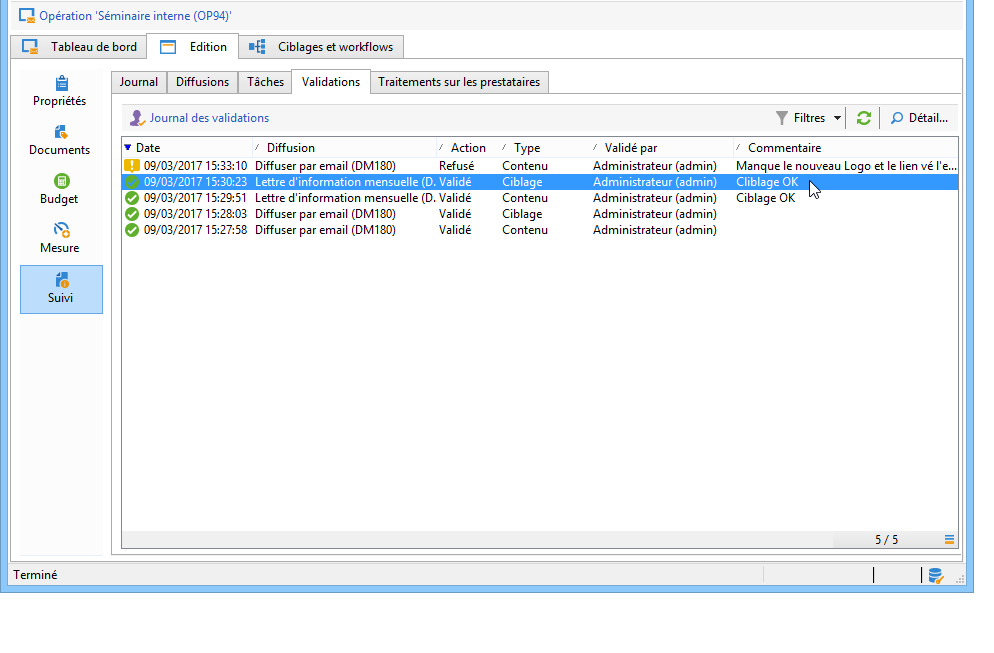 Opération 'Séminaire interne (OP94)'
Tableau de bord Edition Ciblages et workflows
Journal Diffusions Tâches Validations Traitements sur les prestataires
Propriétés
Documents
Budget
Mesure
Suivi
Journal des validations Filtres Détail...
Date Diffusion Action Type Validé par Commentaire
09/03/2017 15:33:10 Diffuser par email (DM180) Refusé Contenu Administrateur (admin) Manque le nouveau Logo et le lien vé l'e...
09/03/2017 15:30:23 Lettre d'information mensuelle (D. Validé Ciblage Administrateur (admin) Cliblage OK
09/03/2017 15:29:51 Lettre d'information mensuelle (D. Validé Contenu Administrateur (admin) Ciblage OK
09/03/2017 15:28:03 Diffuser par email (DM180) Validé Ciblage Administrateur (admin)
09/03/2017 15:27:58 Diffuser par email (DM180) Validé Contenu Administrateur (admin)
5 / 5
Terminé